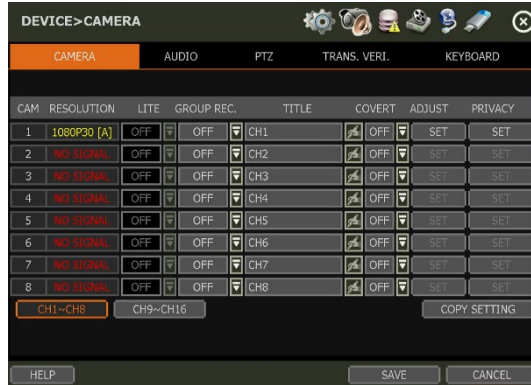 DEVICE>CAMERA
CAMERA AUDIO PTZ TRANS. VERI. KEYBOARD
CAM RESOLUTION LITE GROUP REC. TITLE COVERT ADJUST PRIVACY
1 1080P30 [A] OFF OFF CH1 OFF SET SET
2 NO SIGNAL OFF OFF CH2 OFF SET SET
3 NO SIGNAL OFF OFF CH3 OFF SET SET
4 NO SIGNAL OFF OFF CH4 OFF SET SET
5 NO SIGNAL OFF OFF CH5 OFF SET SET
6 NO SIGNAL OFF OFF CH6 OFF SET SET
7 NO SIGNAL OFF OFF CH7 OFF SET SET
8 NO SIGNAL OFF OFF CH8 OFF SET SET
CH1~CH8 CH9~CH16 COPY SETTING
HELP SAVE CANCEL